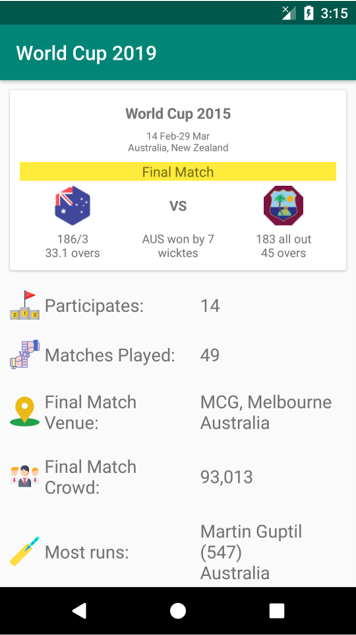 3:15
World Cup 2019
World Cup 2015
14 Feb-29 Mar
Australia, New Zealand
Final Match
VS
186/3
33.1 overs
AUS won by 7
wicktes
183 all out
45 overs
Participates:
14
Matches Played:
49
Final Match
Venue:
MCG, Melbourne
Australia
Final Match
Crowd:
93,013
Most runs:
Martin Guptil
(547)
Australia